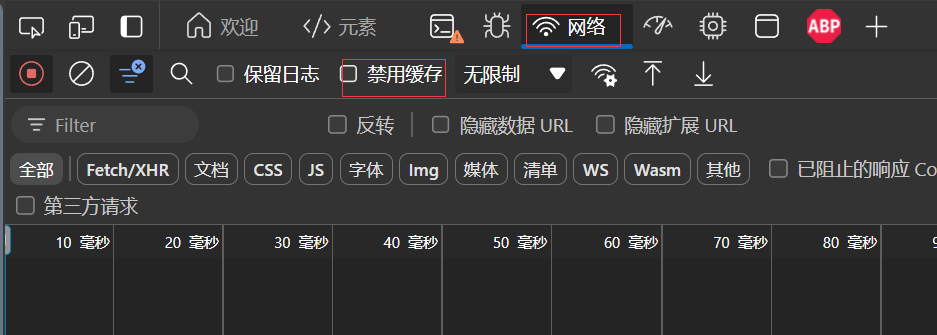 欢迎 元素 网络 ABP
保留日志 禁用缓存 无限制
Filter 反转 隐藏数据 URL 隐藏扩展 URL
全部 Fetch/XHR 文档 CSS JS 字体 Img 媒体 清单 WS Wasm 其他 已阻止的响应 Co
第三方请求
10 毫秒 20 毫秒 30 毫秒 40 毫秒 50 毫秒 60 毫秒 70 毫秒 80 毫秒